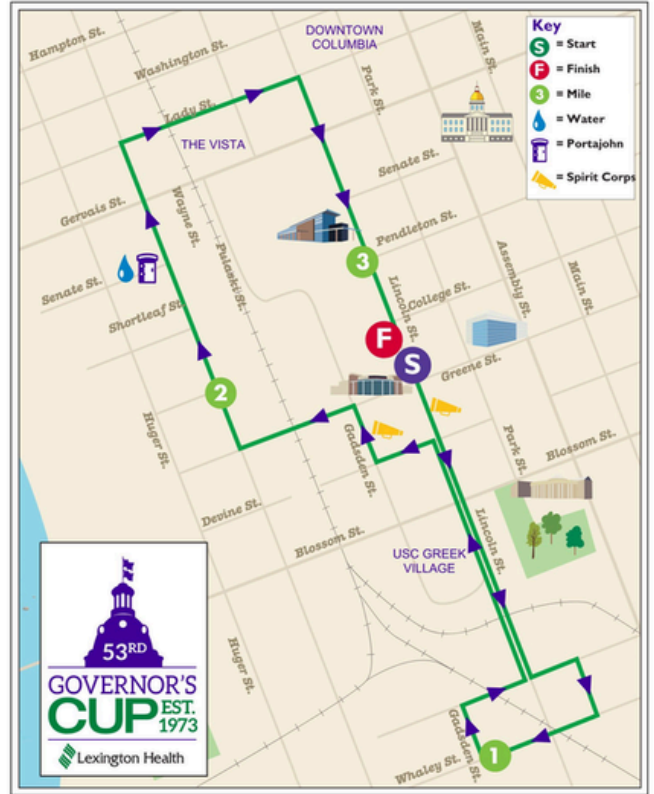 DOWNTOWN
COLUMBIA
Key
S = Start
F = Finish
3 = Mile
= Water
= Portajohn
= Spirit Corps
Hampton St.
Washington St.
Main St.
Park St.
Lady St.
THE VISTA
Senate St.
Gervais St.
Wayne St.
Pendleton St.
Pulaski St.
3
Assembly St.
Main St.
Senate St.
Lincoln St.
College St.
Shortleaf St.
F
S
Greene St.
2
Huger St.
Gadsden St.
Park St.
Blossom St.
Devine St.
Blossom St.
Lincoln St.
USC GREEK
VILLAGE
Huger St.
53RD
GOVERNOR'S
CUP EST.
1973
Lexington Health
Gadsden St.
1
Whaley St.